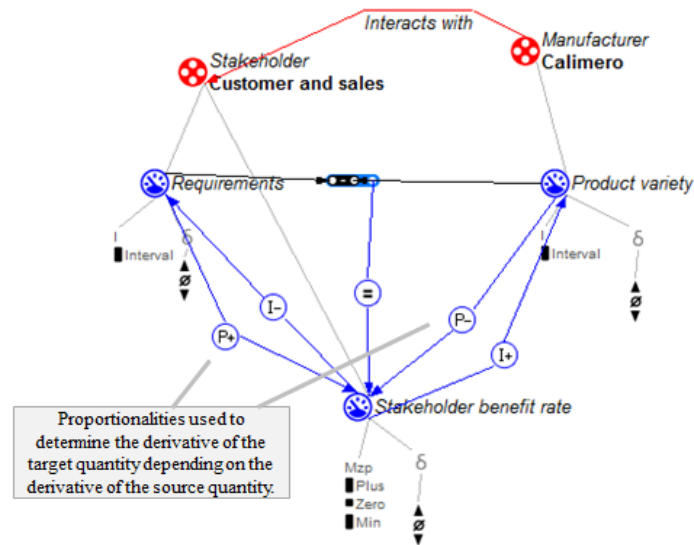 Interacts with
Manufacturer
Calimero
Stakeholder
Customer and sales
Requirements
Product variety
I
Interval
δ
I
Interval
δ
I−
=
P−
P+
I+
Stakeholder benefit rate
Proportionalities used to
determine the derivative of the
target quantity depending on the
derivative of the source quantity.
Mzp
Plus
Zero
Min
δ